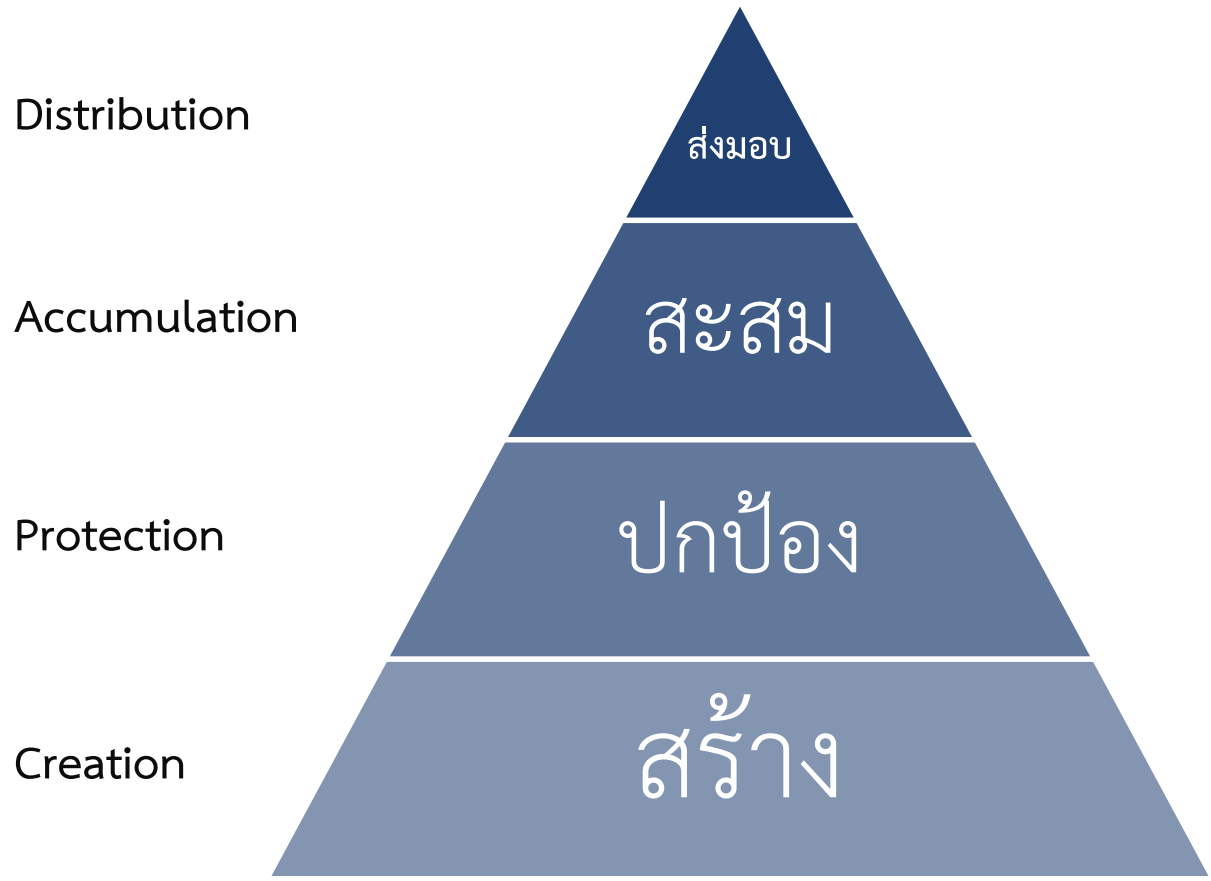 Distribution
ส่งมอบ
Accumulation
สะสม
Protection
ปกป้อง
Creation
สร้าง